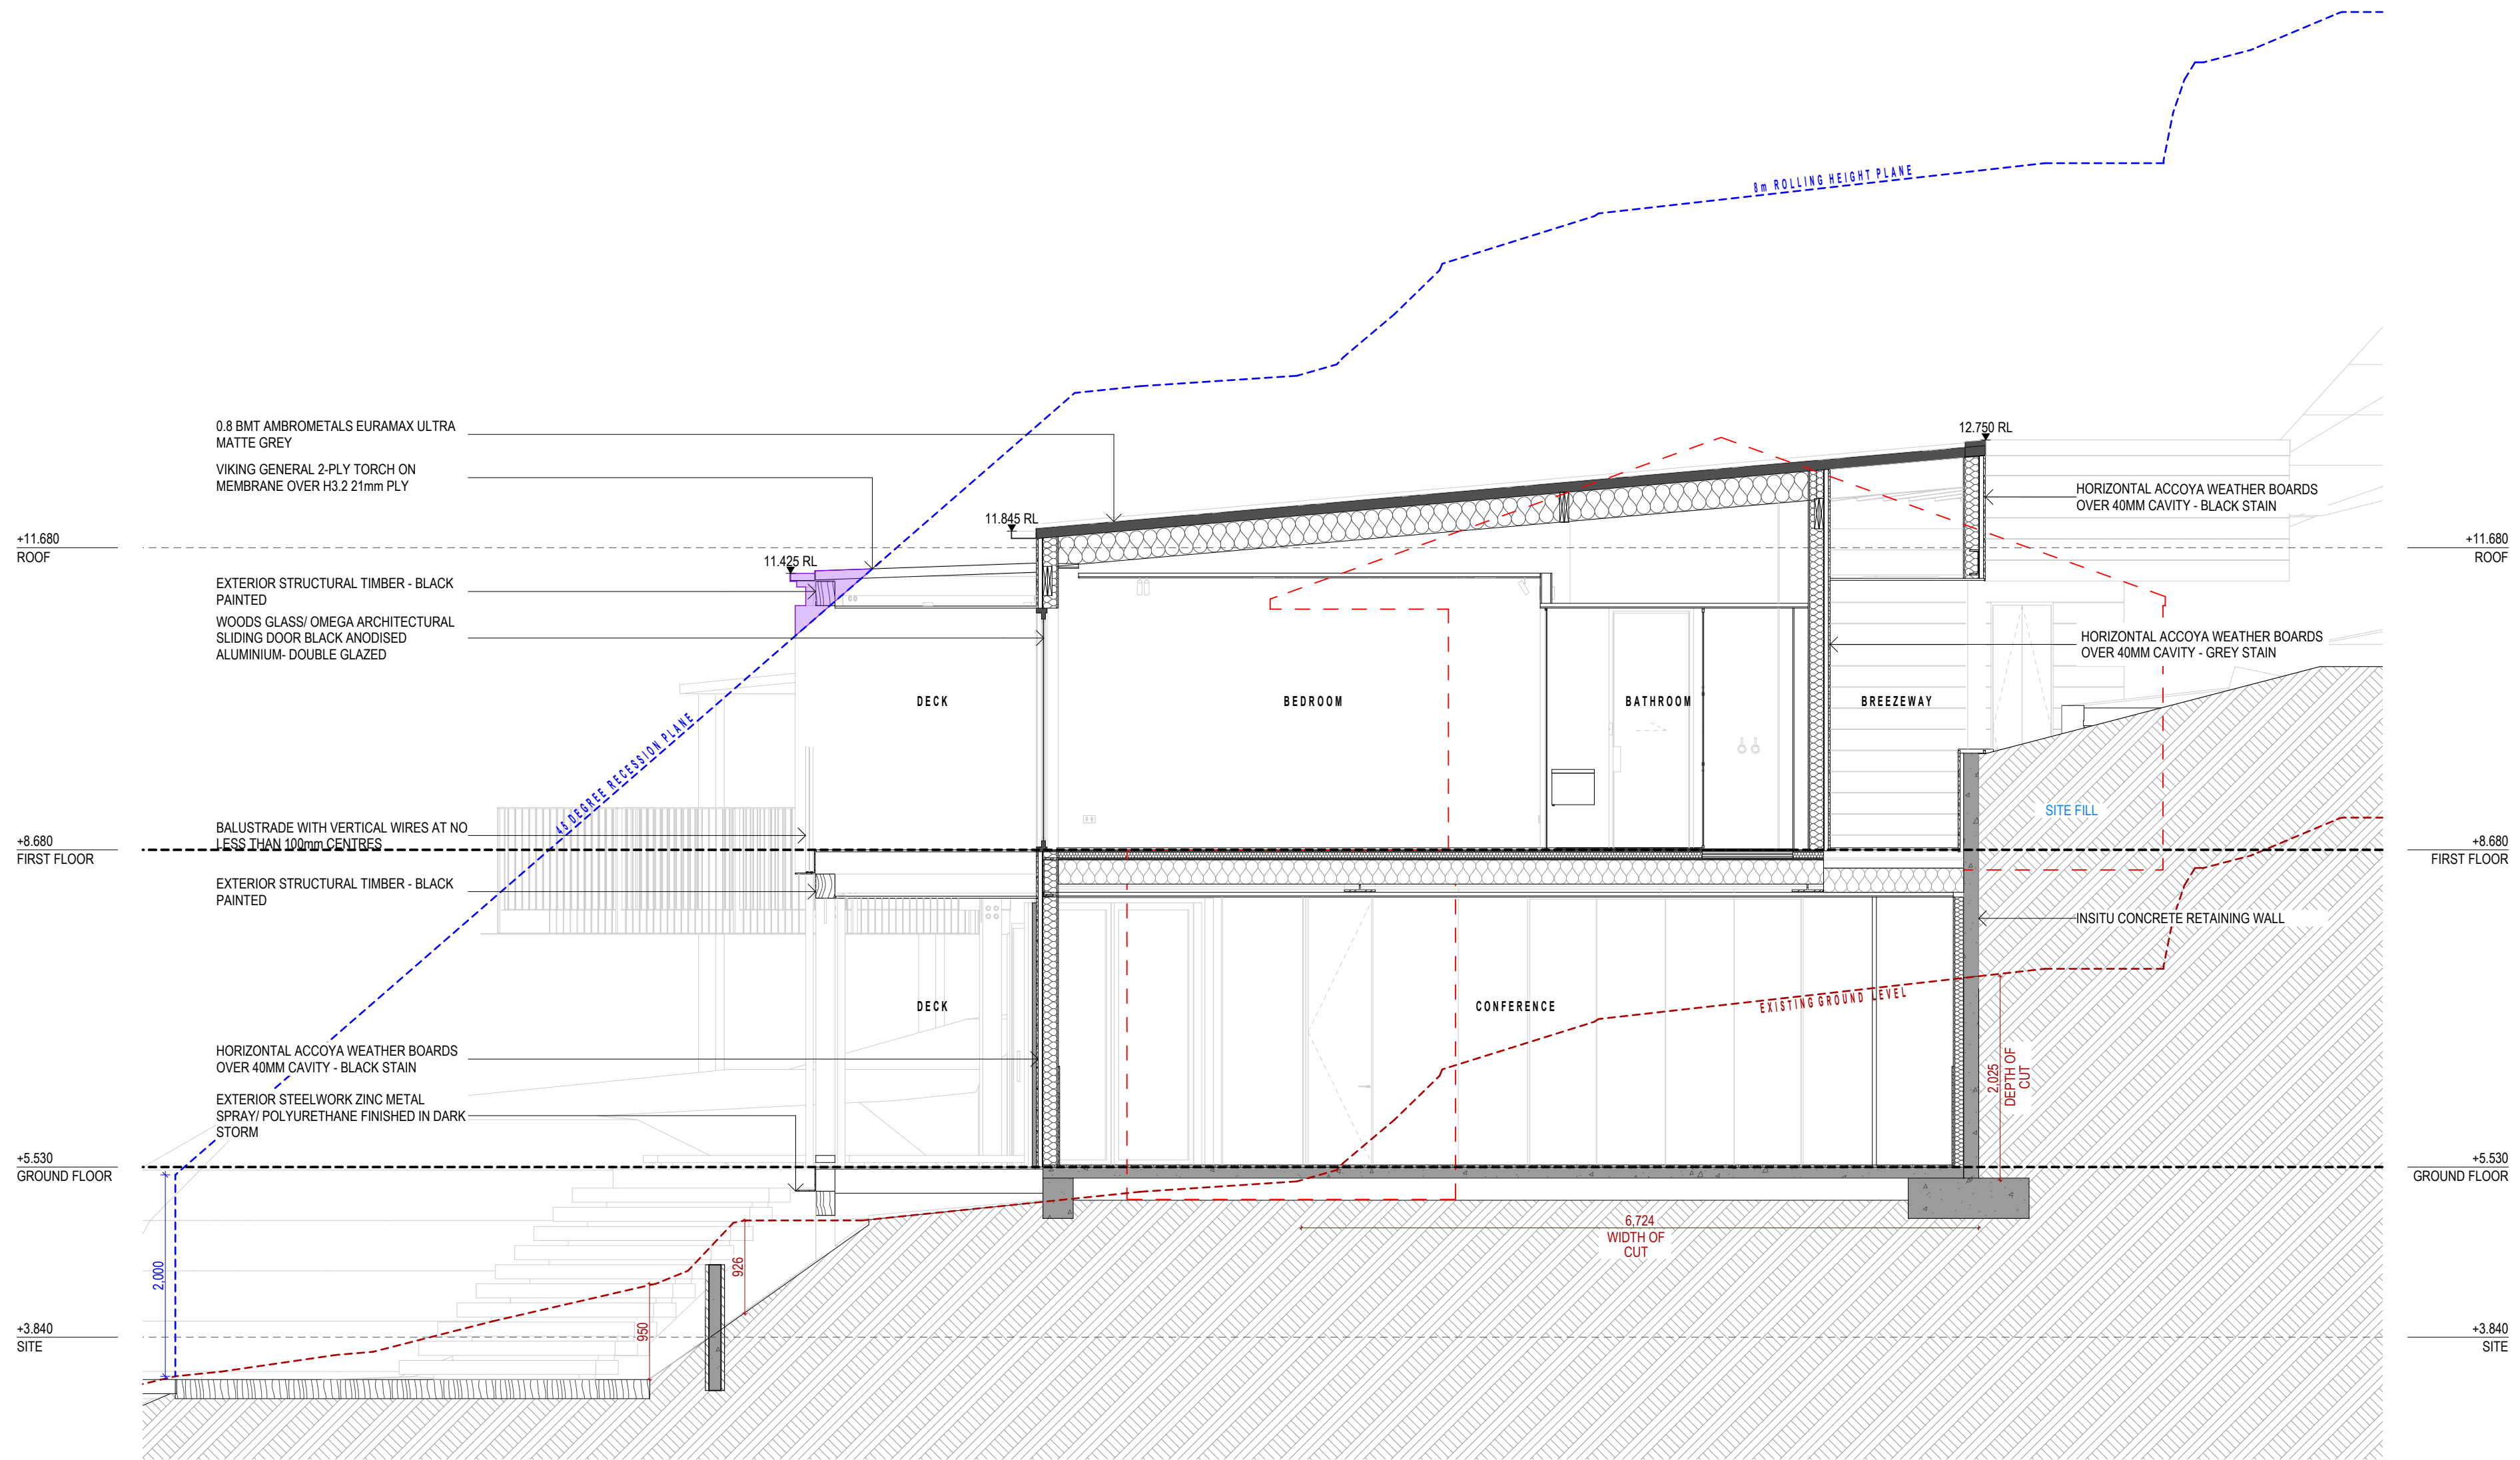 8m ROLLING HEIGHT PLANE
0.8 BMT AMBROMETALS EURAMAX ULTRA
MATTE GREY
12.750 RL
VIKING GENERAL 2-PLY TORCH ON
MEMBRANE OVER H3.2 21mm PLY
HORIZONTAL ACCOYA WEATHER BOARDS
OVER 40MM CAVITY - BLACK STAIN
11.845 RL
+11.680
ROOF
+11.680
ROOF
11.425 RL
EXTERIOR STRUCTURAL TIMBER - BLACK
PAINTED
WOODS GLASS/ OMEGA ARCHITECTURAL
SLIDING DOOR BLACK ANODISED
ALUMINIUM- DOUBLE GLAZED
HORIZONTAL ACCOYA WEATHER BOARDS
OVER 40MM CAVITY - GREY STAIN
DECK
BEDROOM
BATHROOM
BREEZEWAY
45 DEGREE RECESSION PLANE
SITE FILL
BALUSTRADE WITH VERTICAL WIRES AT NO
LESS THAN 100mm CENTRES
+8.680
FIRST FLOOR
+8.680
FIRST FLOOR
EXTERIOR STRUCTURAL TIMBER - BLACK
PAINTED
INSITU CONCRETE RETAINING WALL
DECK
CONFERENCE
EXISTING GROUND LEVEL
HORIZONTAL ACCOYA WEATHER BOARDS
OVER 40MM CAVITY - BLACK STAIN
2,025
DEPTH OF
CUT
EXTERIOR STEELWORK ZINC METAL
SPRAY/ POLYURETHANE FINISHED IN DARK
STORM
+5.530
GROUND FLOOR
+5.530
GROUND FLOOR
6,724
WIDTH OF
CUT
2,000
926
950
+3.840
SITE
+3.840
SITE